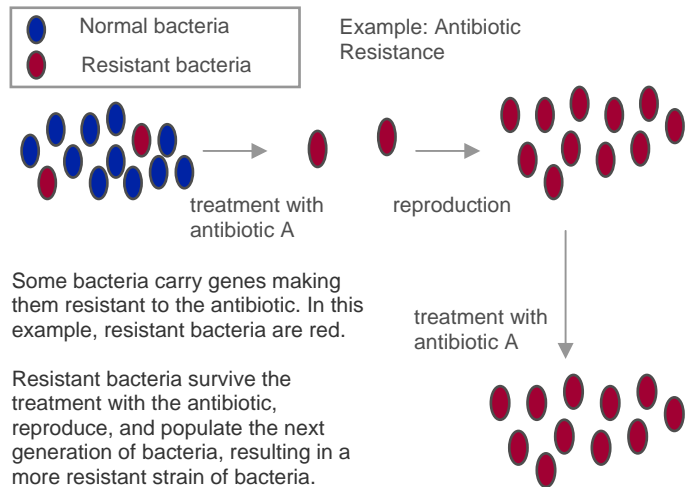 Normal bacteria
Resistant bacteria
Example: Antibiotic
Resistance
treatment with
antibiotic A
reproduction
Some bacteria carry genes making
them resistant to the antibiotic. In this
example, resistant bacteria are red.
treatment with
antibiotic A
Resistant bacteria survive the
treatment with the antibiotic,
reproduce, and populate the next
generation of bacteria, resulting in a
more resistant strain of bacteria.